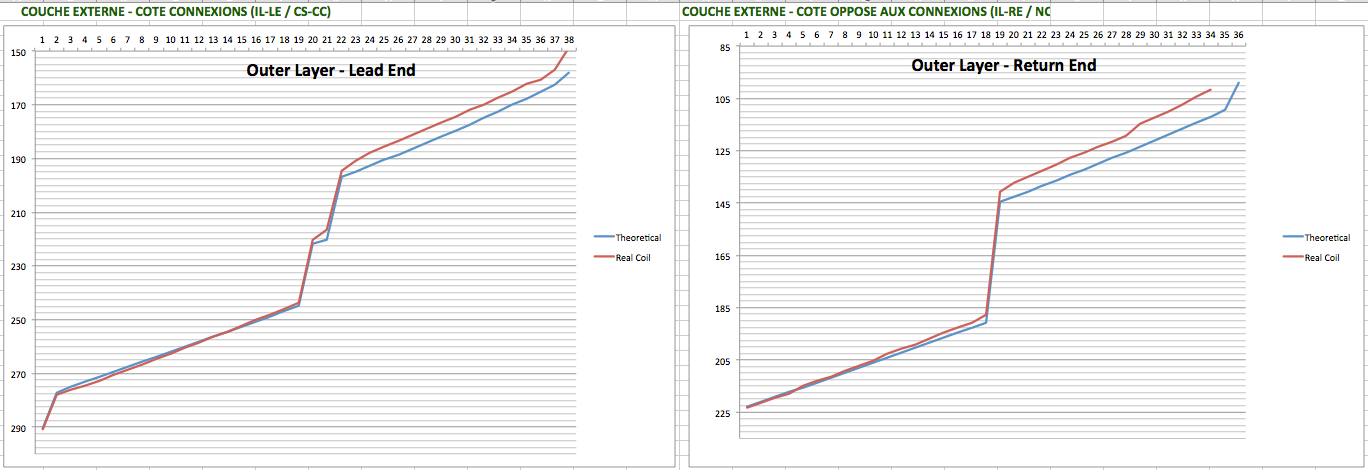 COUCHE EXTERNE - COTE CONNEXIONS (IL-LE / CS-CC)
1 2 3 4 5 6 7 8 9 10 11 12 13 14 15 16 17 18 19 20 21 22 23 24 25 26 27 28 29 30 31 32 33 34 35 36 37 38
Outer Layer - Lead End
150
170
190
210
230
250
270
290
Theoretical
Real Coil
COUCHE EXTERNE - COTE OPPOSE AUX CONNEXIONS (IL-RE / NC
1 2 3 4 5 6 7 8 9 10 11 12 13 14 15 16 17 18 19 20 21 22 23 24 25 26 27 28 29 30 31 32 33 34 35 36
Outer Layer - Return End
85
105
125
145
165
185
205
225
Theoretical
Real Coil